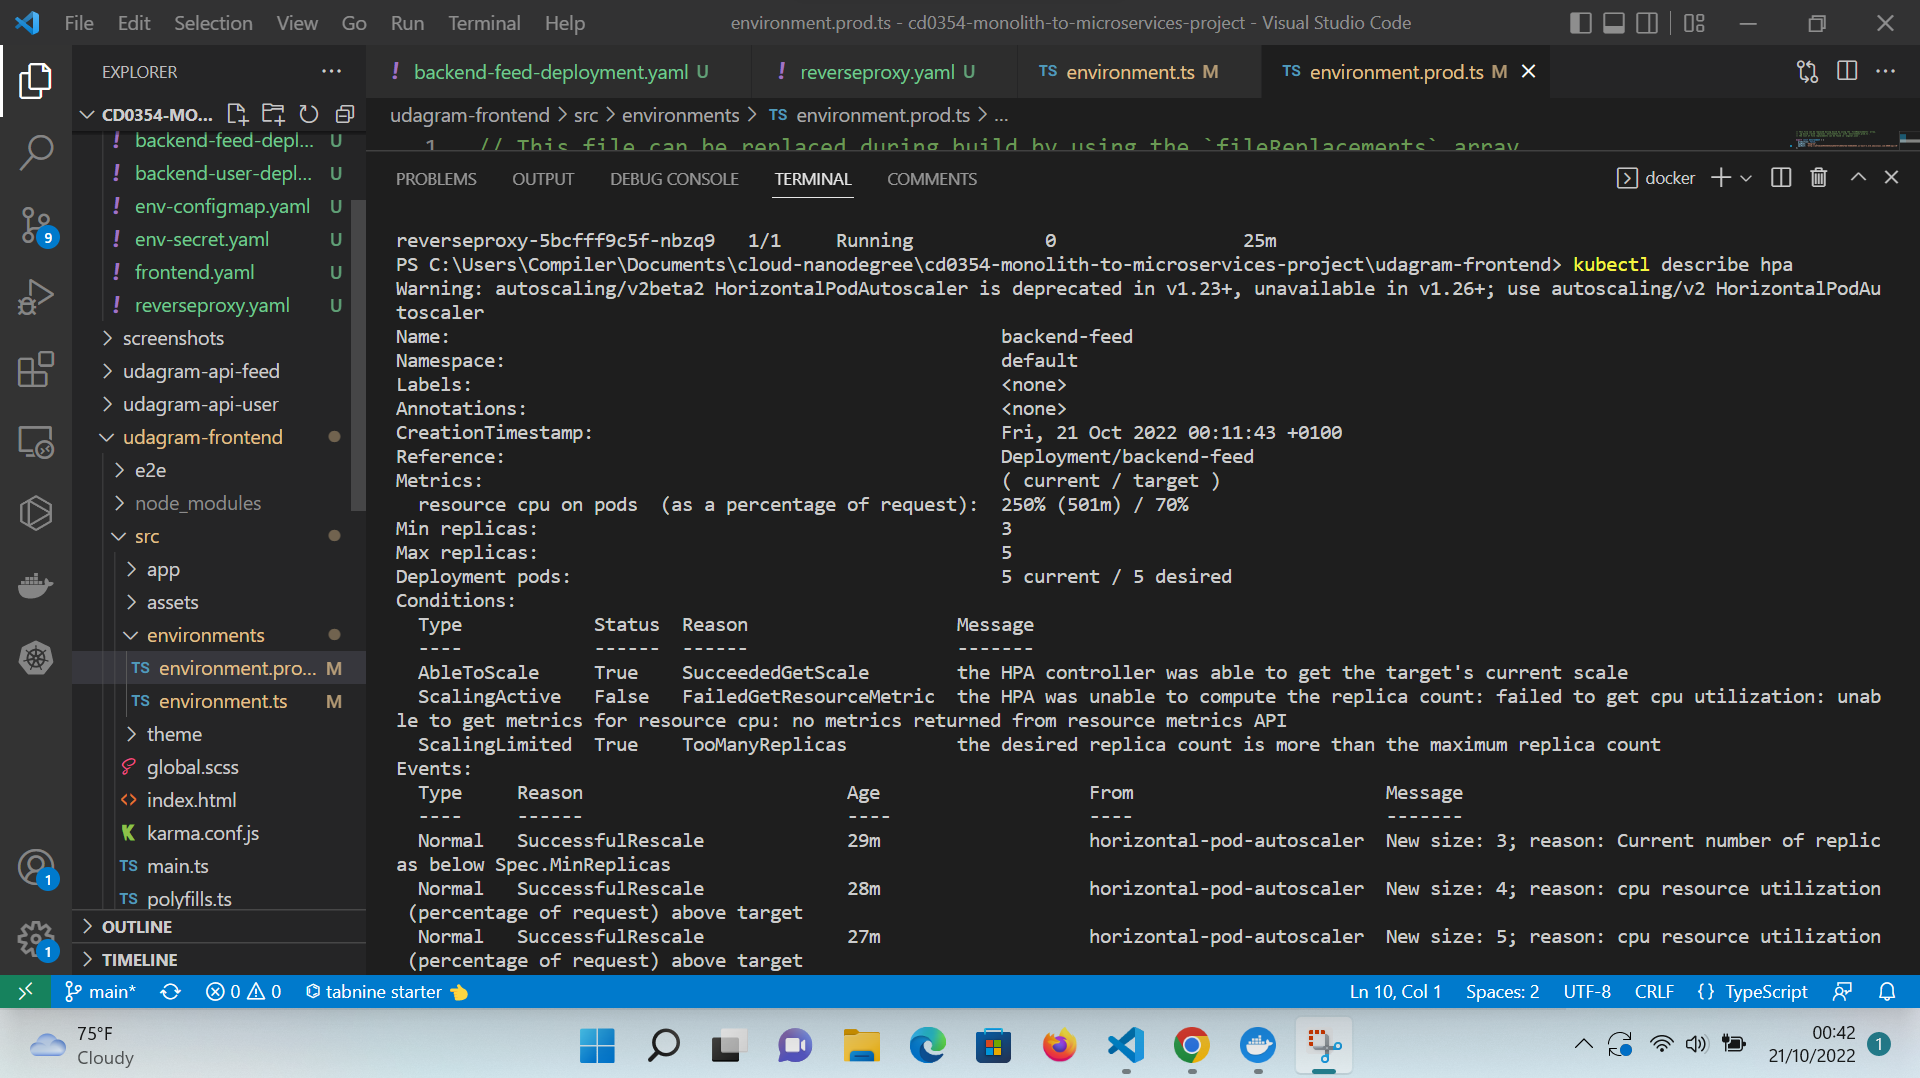 File Edit Selection View Go Run Terminal Help
environment.prod.ts - cd0354-monolith-to-microservices-project - Visual Studio Code
EXPLORER
! backend-feed-deployment.yaml U
! reverseproxy.yaml U
TS environment.ts M
TS environment.prod.ts M
CD0354-MO...
udagram-frontend > src > environments > TS environment.prod.ts > ...
1 // This file can be replaced during build by using the `fileReplacements` array
! backend-feed-depl... U
! backend-user-depl... U
! env-configmap.yaml U
! env-secret.yaml U
! frontend.yaml U
! reverseproxy.yaml U
screenshots
udagram-api-feed
udagram-api-user
udagram-frontend
e2e
node_modules
src
app
assets
environments
TS environment.pro... M
TS environment.ts M
theme
global.scss
<> index.html
karma.conf.js
TS main.ts
TS polyfills.ts
OUTLINE
TIMELINE
9
1
1
PROBLEMS OUTPUT DEBUG CONSOLE TERMINAL COMMENTS
docker
reverseproxy-5bcfff9c5f-nbzq9 1/1 Running 0 25m
PS C:\Users\Compiler\Documents\cloud-nanodegree\cd0354-monolith-to-microservices-project\udagram-frontend> kubectl describe hpa
Warning: autoscaling/v2beta2 HorizontalPodAutoscaler is deprecated in v1.23+, unavailable in v1.26+; use autoscaling/v2 HorizontalPodAu
toscaler
Name: backend-feed
Namespace: default
Labels: <none>
Annotations: <none>
CreationTimestamp: Fri, 21 Oct 2022 00:11:43 +0100
Reference: Deployment/backend-feed
Metrics: ( current / target )
resource cpu on pods (as a percentage of request): 250% (501m) / 70%
Min replicas: 3
Max replicas: 5
Deployment pods: 5 current / 5 desired
Conditions:
Type Status Reason Message
---- ------ ------ -------
AbleToScale True SucceededGetScale the HPA controller was able to get the target's current scale
ScalingActive False FailedGetResourceMetric the HPA was unable to compute the replica count: failed to get cpu utilization: unab
le to get metrics for resource cpu: no metrics returned from resource metrics API
ScalingLimited True TooManyReplicas the desired replica count is more than the maximum replica count
Events:
Type Reason Age From Message
---- ------ ---- ---- -------
Normal SuccessfulRescale 29m horizontal-pod-autoscaler New size: 3; reason: Current number of replic
as below Spec.MinReplicas
Normal SuccessfulRescale 28m horizontal-pod-autoscaler New size: 4; reason: cpu resource utilization
(percentage of request) above target
Normal SuccessfulRescale 27m horizontal-pod-autoscaler New size: 5; reason: cpu resource utilization
(percentage of request) above target
main* 0 0 tabnine starter
Ln 10, Col 1 Spaces: 2 UTF-8 CRLF {} TypeScript
75°F
Cloudy
00:42
21/10/2022
1